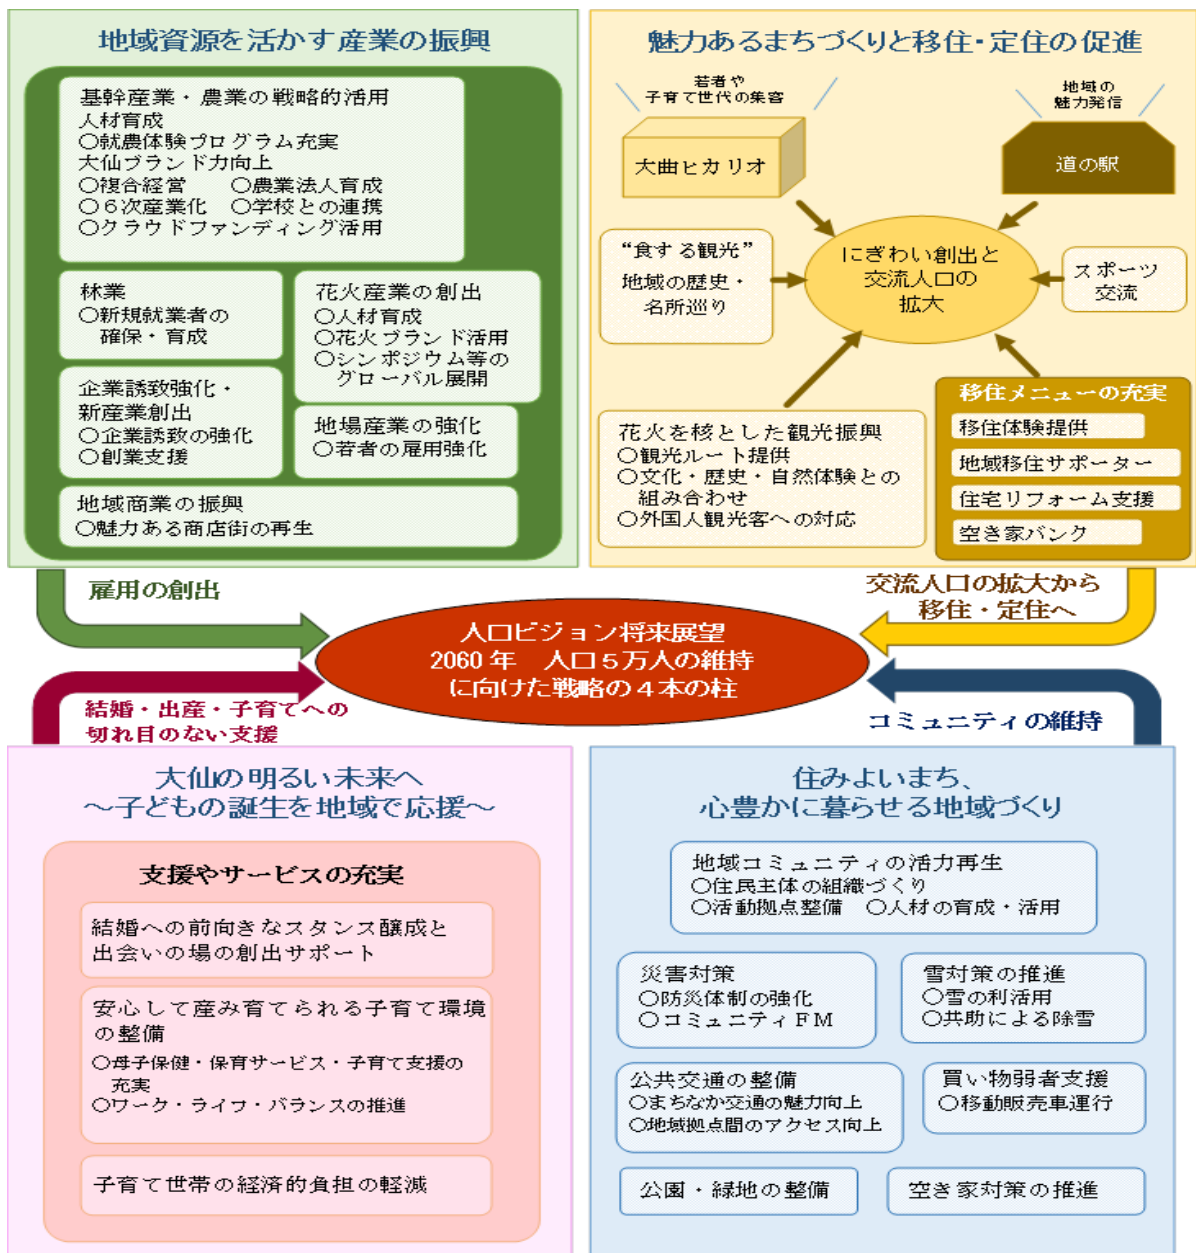 地域資源を活かす産業の振興
基幹産業・農業の戦略的活用
人材育成
〇就農体験プログラム充実
大仙ブランド力向上
〇複合経営　〇農業法人育成
〇６次産業化　〇学校との連携
〇クラウドファンディング活用
林業
〇新規就業者の
確保・育成
花火産業の創出
〇人材育成
〇花火ブランド活用
〇シンポジウム等の
グローバル展開
企業誘致強化・
新産業創出
〇企業誘致の強化
〇創業支援
地場産業の強化
〇若者の雇用強化
地域商業の振興
〇魅力ある商店街の再生
魅力あるまちづくりと移住・定住の促進
若者や
子育て世代の集客
大曲ヒカリオ
地域の
魅力発信
道の駅
“食する観光”
地域の歴史・
名所巡り
にぎわい創出と
交流人口の
拡大
スポーツ
交流
花火を核とした観光振興
〇観光ルート提供
〇文化・歴史・自然体験との
組み合わせ
〇外国人観光客への対応
移住メニューの充実
移住体験提供
地域移住サポーター
住宅リフォーム支援
空き家バンク
雇用の創出
交流人口の拡大から
移住・定住へ
人口ビジョン将来展望
2060年　人口５万人の維持
に向けた戦略の４本の柱
結婚・出産・子育てへの
切れ目のない支援
コミュニティの維持
大仙の明るい未来へ
～子どもの誕生を地域で応援～
支援やサービスの充実
結婚への前向きなスタンス醸成と
出会いの場の創出サポート
安心して産み育てられる子育て環境
の整備
〇母子保健・保育サービス・子育て支援の
充実
〇ワーク・ライフ・バランスの推進
子育て世帯の経済的負担の軽減
住みよいまち、
心豊かに暮らせる地域づくり
地域コミュニティの活力再生
〇住民主体の組織づくり
〇活動拠点整備　〇人材の育成・活用
災害対策
〇防災体制の強化
〇コミュニティＦＭ
雪対策の推進
〇雪の利活用
〇共助による除雪
公共交通の整備
〇まちなか交通の魅力向上
〇地域拠点間のアクセス向上
買い物弱者支援
〇移動販売車運行
公園・緑地の整備
空き家対策の推進